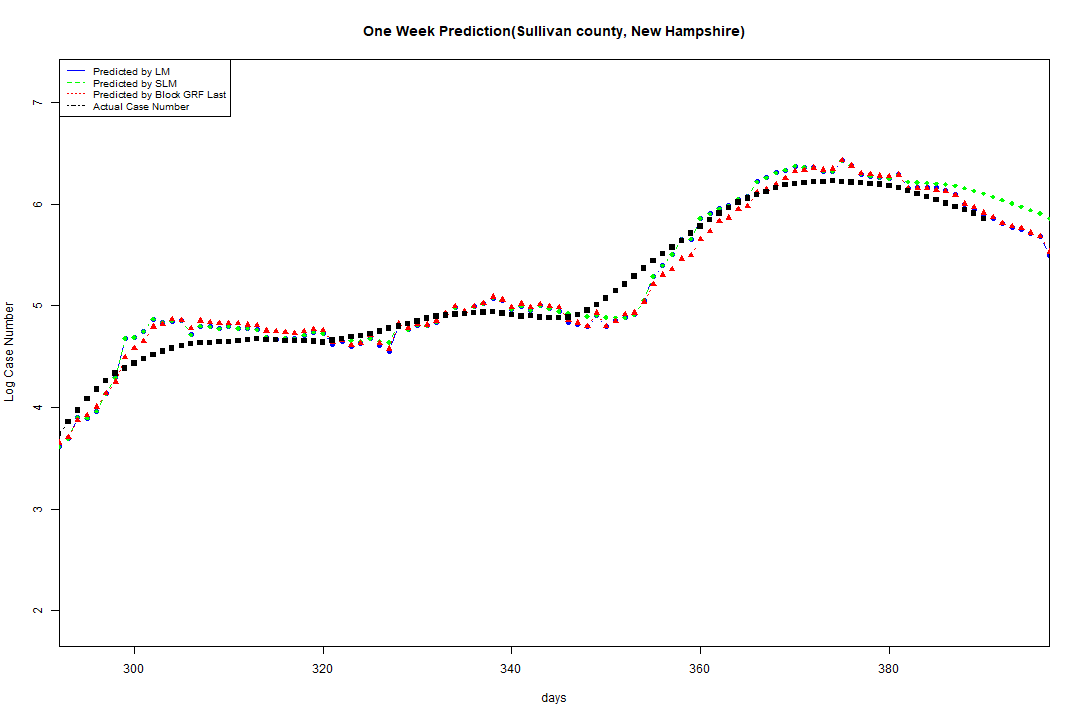 One Week Prediction(Sullivan county, New Hampshire)
Predicted by LM
Predicted by SLM
Predicted by Block GRF Last
Actual Case Number
7
6
5
4
3
2
Log Case Number
300 320 340 360 380
days